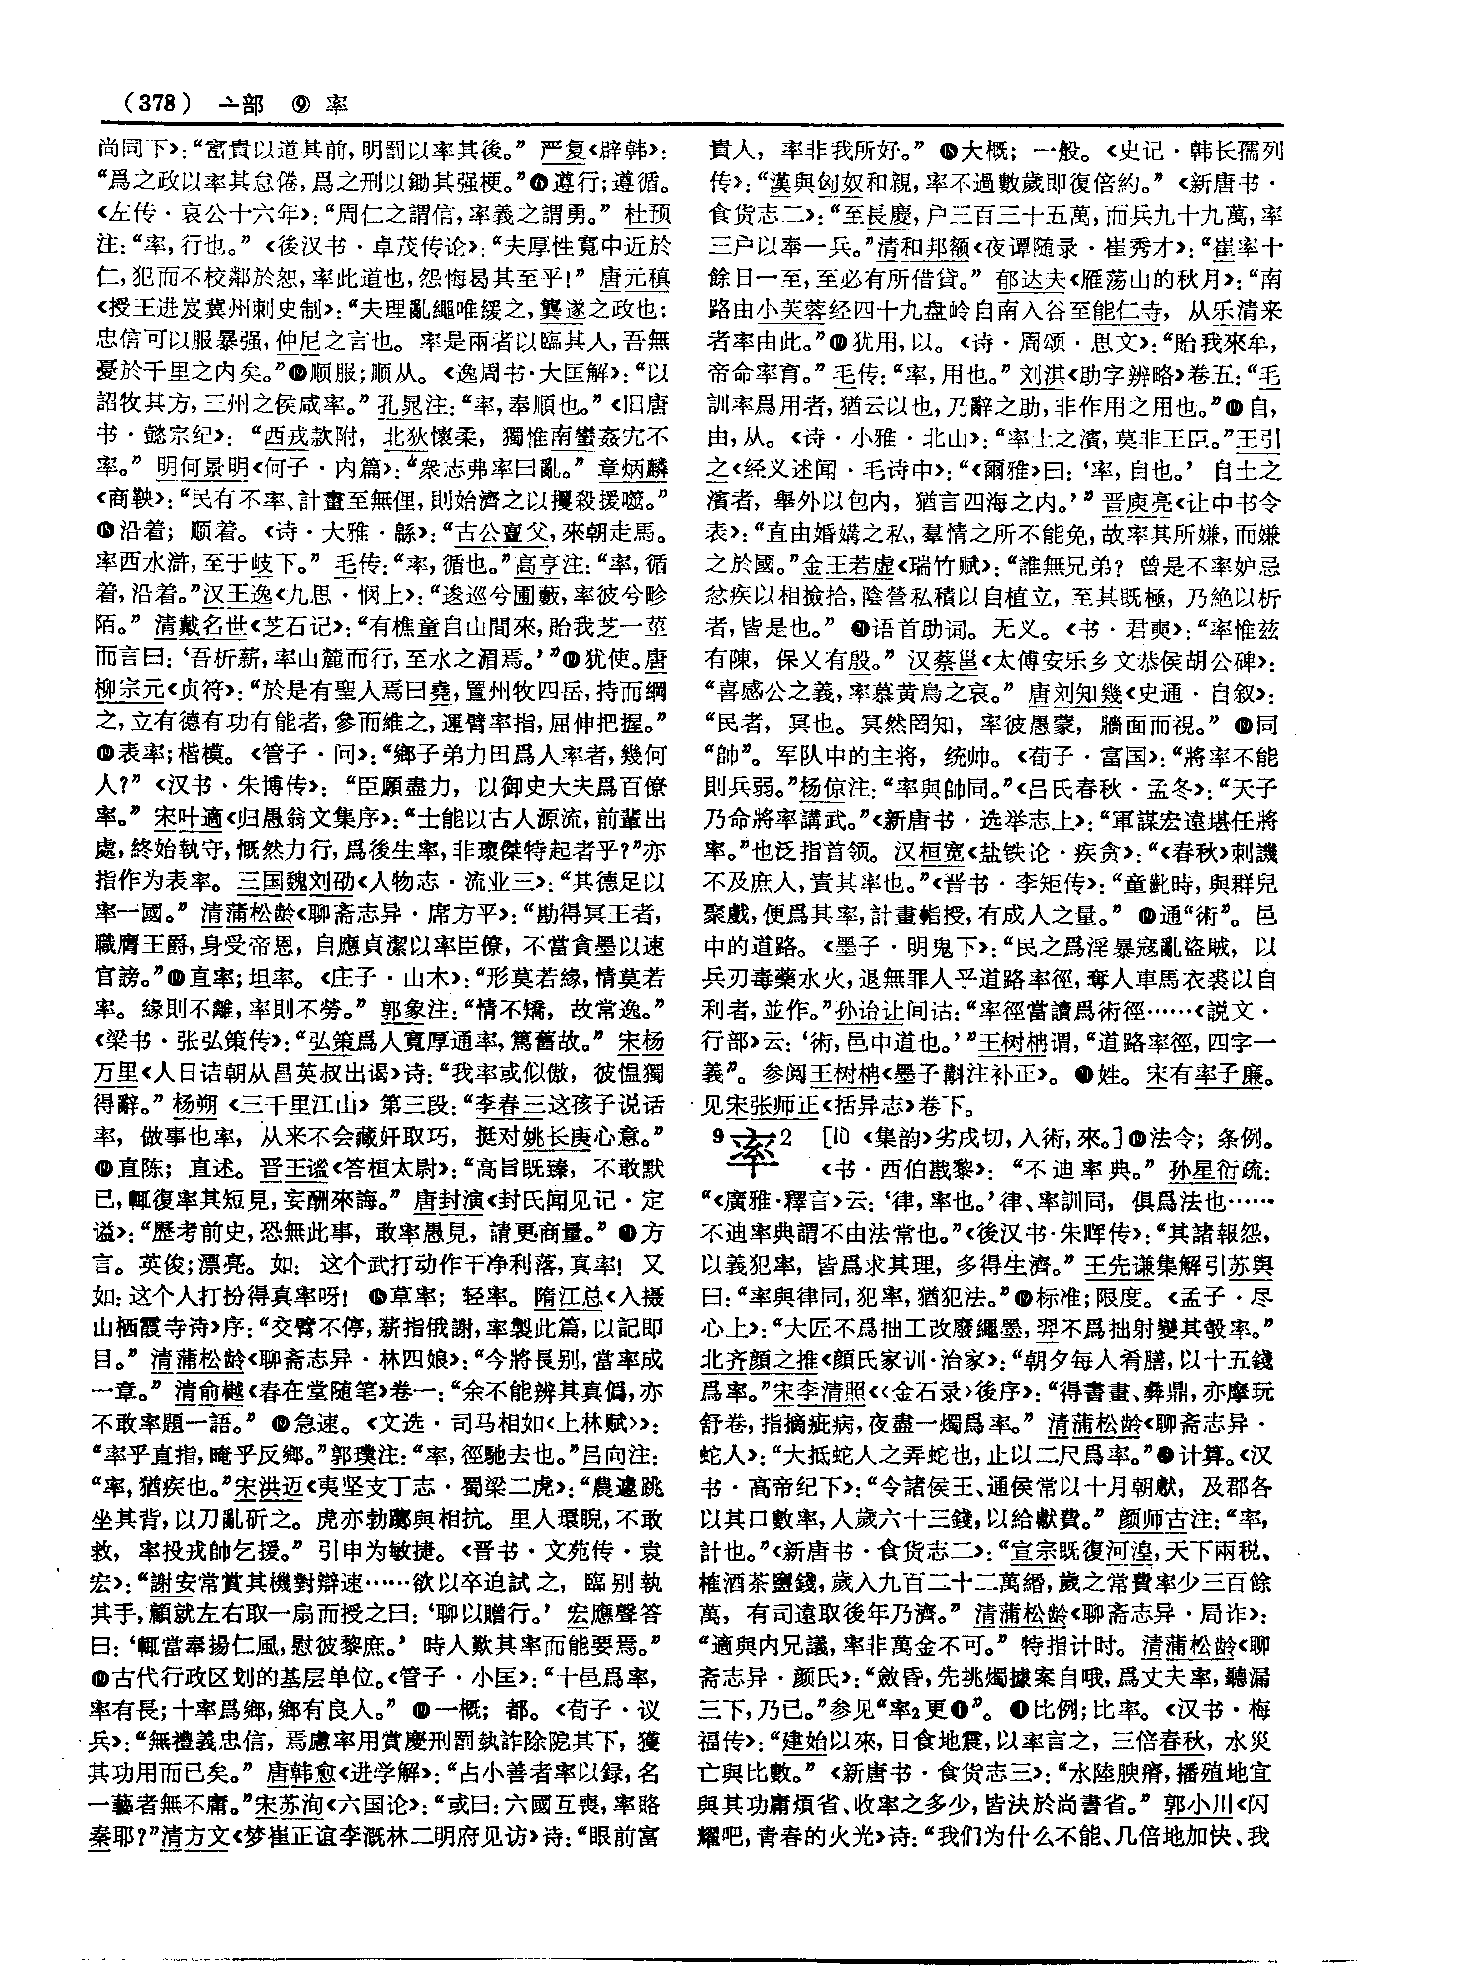 （378） 亠部 ⑨ 率
尚同下》：“富貴以道其前，明罰以率其後。” 严复《辟韩》：
“爲之政以率其怠倦，爲之刑以鋤其强梗。”❻遵行；遵循。
《左传·哀公十六年》：“周仁之謂信，率義之謂勇。” 杜预
注：“率，行也。” 《後汉书·卓茂传论》：“夫厚性寬中近於
仁，犯而不校鄰於恕，率此道也，怨悔曷其至乎！” 唐元稹
《授王进岌冀州刺史制》：“夫理亂繩唯緩之，龔遂之政也；
忠信可以服暴强，仲尼之言也。率是兩者以臨其人，吾無
憂於千里之内矣。”顺服；顺从。《逸周书·大匡解》：“以
詔牧其方，三州之侯咸率。”孔晁注：“率，奉順也。”《旧唐
书·懿宗纪》：“西戎款附，北狄懷柔，獨惟南蠻姦宄不
率。” 明何景明《何子·内篇》：“衆志弗率曰亂。” 章炳麟
《商鞅》：“民有不率、計畫至無俚，則始濟之以攫殺援噬。”
沿着；顺着。《诗·大雅·緜》：“古公亶父，來朝走馬。
率西水滸，至于岐下。” 毛传：“率，循也。”高亨注：“率，循
着，沿着。”汉王逸《九思·悯上》：“逡巡兮圃藪，率彼兮畛
陌。” 清戴名世《芝石记》：“有樵童自山間來，貽我芝一莖
而言曰：‘吾析薪，率山麓而行，至水之湄焉。’”犹使。唐
柳宗元《贞符》：“於是有聖人焉曰堯，置州牧四岳，持而綱
之，立有德有功有能者，參而維之，運臂率指，屈伸把握。”
表率；楷模。《管子·问》：“鄉子弟力田爲人率者，幾何
人？”《汉书·朱博传》：“臣願盡力，以御史大夫爲百僚
率。” 宋叶適《归愚翁文集序》：“士能以古人源流，前輩出
處，終始執守，慨然力行，爲後生率，非瓌傑特起者乎？”亦
指作为表率。三国魏刘劭《人物志·流业三》：“其德足以
率一國。” 清蒲松龄《聊斋志异·席方平》：“勘得冥王者，
職膺王爵，身受帝恩，自應貞潔以率臣僚，不當貪墨以速
官謗。”直率；坦率。《庄子·山木》：“形莫若緣，情莫若
率。緣則不離，率則不勞。” 郭象注：“情不矯，故常逸。”
《梁书·张弘策传》：“弘策爲人寬厚通率，篤舊故。” 宋杨
万里《人日诘朝从昌英叔出谒》诗：“我率或似傲，彼愠獨
得辭。” 杨朔《三千里江山》第三段：“李春三这孩子说话
率，做事也率，从来不会藏奸取巧，挺对姚长庚心意。”
直陈；直述。晋王谧《答桓太尉》：“高旨既臻，不敢默
已，輒復率其短見，妄酬來誨。” 唐封演《封氏闻见记·定
谥》：“歷考前史，恐無此事，敢率愚見，請更商量。” 方
言。英俊；漂亮。如：这个武打动作干净利落，真率！又
如：这个人打扮得真率呀！ 草率；轻率。隋江总《入摄
山栖霞寺诗》序：“交臂不停，薪指俄謝，率製此篇，以記即
目。” 清蒲松龄《聊斋志异·林四娘》：“今將長别，當率成
一章。” 清俞樾《春在堂随笔》卷一：“余不能辨其真僞，亦
不敢率題一語。” 急速。《文选·司马相如〈上林赋〉》：
“率乎直指，晻乎反鄉。”郭璞注：“率，徑馳去也。”吕向注：
“率，猶疾也。”宋洪迈《夷坚支丁志·蜀梁二虎》：“農遽跳
坐其背，以刀亂斫之。虎亦勃躑與相抗。里人環睨，不敢
救，率投戎帥乞援。” 引申为敏捷。《晋书·文苑传·袁
宏》：“謝安常賞其機對辯速……欲以卒迫試之，臨别執
其手，顧就左右取一扇而授之曰：‘聊以贈行。’ 宏應聲答
曰：‘輒當奉揚仁風，慰彼黎庶。’ 時人歎其率而能要焉。”
古代行政区划的基层单位。《管子·小匡》：“十邑爲率，
率有長；十率爲鄉，鄉有良人。” 一概；都。《荀子·议
兵》：“無禮義忠信，焉慮率用賞慶刑罰執詐除阸其下，獲
其功用而已矣。” 唐韩愈《进学解》：“占小善者率以録，名
一藝者無不庸。”宋苏洵《六国论》：“或曰：六國互喪，率賂
秦耶？”清方文《梦崔正谊李溉林二明府见访》诗：“眼前富
貴人，率非我所好。” 大概；一般。《史记·韩长孺列
传》：“漢與匈奴和親，率不過數歲即復倍約。” 《新唐书·
食货志二》：“至長慶，户三百三十五萬，而兵九十九萬，率
三户以奉一兵。”清和邦额《夜谭随录·崔秀才》：“崔率十
餘日一至，至必有所借貸。” 郁达夫《雁荡山的秋月》：“南
路由小芙蓉经四十九盘岭自南入谷至能仁寺，从乐清来
者率由此。”犹用，以。《诗·周颂·思文》：“貽我來牟，
帝命率育。” 毛传：“率，用也。” 刘淇《助字辨略》卷五：“毛
訓率爲用者，猶云以也，乃辭之助，非作用之用也。”自，
由，从。《诗·小雅·北山》：“率土之濱，莫非王臣。”王引
之《经义述闻·毛诗中》：“《爾雅》曰：‘率，自也。’ 自土之
濱者，舉外以包内，猶言四海之内。’” 晋庾亮《让中书令
表》：“直由婚媾之私，羣情之所不能免，故率其所嫌，而嫌
之於國。”金王若虚《瑞竹赋》：“誰無兄弟？曾是不率妒忌
忿疾以相撿拾，陰營私積以自植立，至其既極，乃絶以析
者，皆是也。” 语首助词。无义。《书·君奭》：“率惟兹
有陳，保乂有殷。” 汉蔡邕《太傅安乐乡文恭侯胡公碑》：
“喜感公之義，率慕黄鳥之哀。” 唐刘知幾《史通·自叙》：
“民者，冥也。冥然罔知，率彼愚蒙，牆面而視。” 同
“帥”。军队中的主将，统帅。《荀子·富国》：“將率不能
則兵弱。”杨倞注：“率與帥同。”《吕氏春秋·孟冬》：“天子
乃命將率講武。”《新唐书·选举志上》：“軍謀宏遠堪任將
率。”也泛指首领。汉桓宽《盐铁论·疾贪》：“《春秋》刺譏
不及庶人，責其率也。”《晋书·李矩传》：“童齔時，與群兒
聚戲，便爲其率，計畫指授，有成人之量。” 通“術”。邑
中的道路。《墨子·明鬼下》：“民之爲淫暴寇亂盜賊，以
兵刃毒藥水火，退無罪人乎道路率徑，奪人車馬衣裘以自
利者，並作。”孙诒让间诂：“率徑當讀爲術徑……《説文·
行部》云：‘術，邑中道也。’”王树枏谓，“道路率徑，四字一
義”。参阅王树枏《墨子斠注补正》。姓。宋有率子廉。
见宋张师正《括异志》卷下。
9 率2 [lǜ 《集韵》劣戌切，入術，來。]法令；条例。
《书·西伯戡黎》：“不迪率典。” 孙星衍疏：
“《廣雅·釋言》云：‘律，率也。’律、率訓同，俱爲法也……
不迪率典謂不由法常也。”《後汉书·朱晖传》：“其諸報怨，
以義犯率，皆爲求其理，多得生濟。” 王先谦集解引苏舆
曰：“率與律同，犯率，猶犯法。”标准；限度。《孟子·尽
心上》：“大匠不爲拙工改廢繩墨，羿不爲拙射變其彀率。”
北齐颜之推《颜氏家训·治家》：“朝夕每人肴膳，以十五錢
爲率。”宋李清照《〈金石录〉後序》：“得書畫、彝鼎，亦摩玩
舒卷，指摘疵病，夜盡一燭爲率。” 清蒲松龄《聊斋志异·
蛇人》：“大抵蛇人之弄蛇也，止以二尺爲率。”❸计算。《汉
书·高帝纪下》：“令諸侯王、通侯常以十月朝獻，及郡各
以其口數率，人歲六十三錢，以給獻費。” 颜师古注：“率，
計也。”《新唐书·食货志二》：“宣宗既復河湟，天下兩税、
榷酒茶鹽錢，歲入九百二十二萬緡，歲之常費率少三百餘
萬，有司遠取後年乃濟。” 清蒲松龄《聊斋志异·局诈》：
“適與内兄議，率非萬金不可。” 特指计时。清蒲松龄《聊
斋志异·颜氏》：“斂昏，先挑燭據案自哦，爲丈夫率，聽漏
三下，乃已。”参见“率2更❶”。❹比例；比率。《汉书·梅
福传》：“建始以來，日食地震，以率言之，三倍春秋，水災
亡與比數。” 《新唐书·食货志三》：“水陸腴瘠，播殖地宜
與其功庸煩省、收率之多少，皆決於尚書省。” 郭小川《闪
耀吧，青春的火光》诗：“我们为什么不能、几倍地加快、我